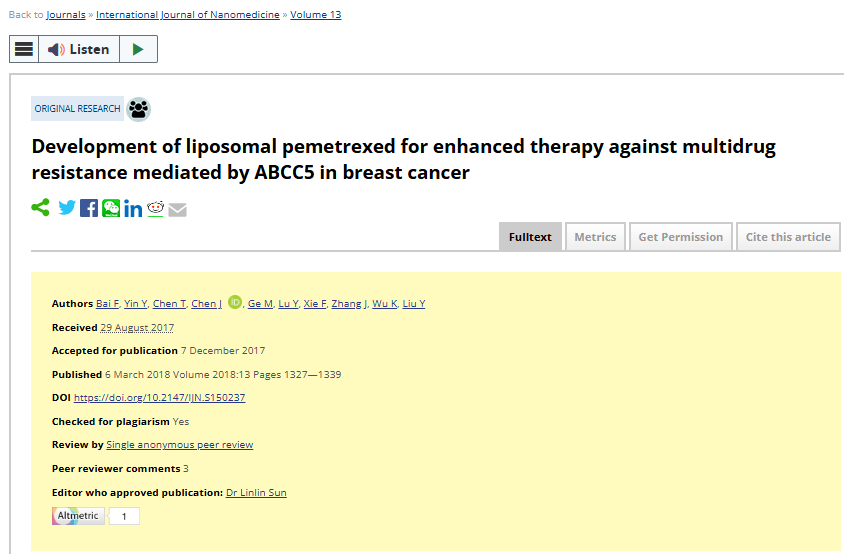 Back to Journals » International Journal of Nanomedicine » Volume 13
Listen
ORIGINAL RESEARCH
Development of liposomal pemetrexed for enhanced therapy against multidrug
resistance mediated by ABCC5 in breast cancer
Fulltext Metrics Get Permission Cite this article
Authors Bai F, Yin Y, Chen T, Chen J iD, Ge M, Lu Y, Xie F, Zhang J, Wu K, Liu Y
Received 29 August 2017
Accepted for publication 7 December 2017
Published 6 March 2018 Volume 2018:13 Pages 1327—1339
DOI https://doi.org/10.2147/IJN.S150237
Checked for plagiarism Yes
Review by Single anonymous peer review
Peer reviewer comments 3
Editor who approved publication: Dr Linlin Sun
Altmetric 1